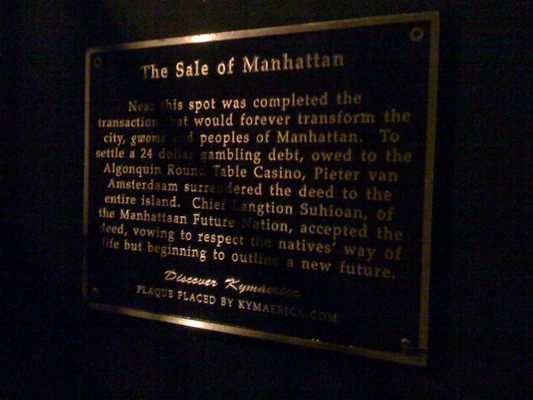 The Sale of Manhattan
Near this spot was completed the
transaction that would forever transform the
city, gwome and peoples of Manhattan. To
settle a 24 dollar gambling debt, owed to the
Algonquin Round Table Casino, Pieter van
Amsterdaam surrendered the deed to the
entire island. Chief Langtion Suhioan, of
the Manhattaan Future Nation, accepted the
deed, vowing to respect the natives' way of
life but beginning to outline a new future.
Discover Kymaerica
PLAQUE PLACED BY KYMAERICA.COM